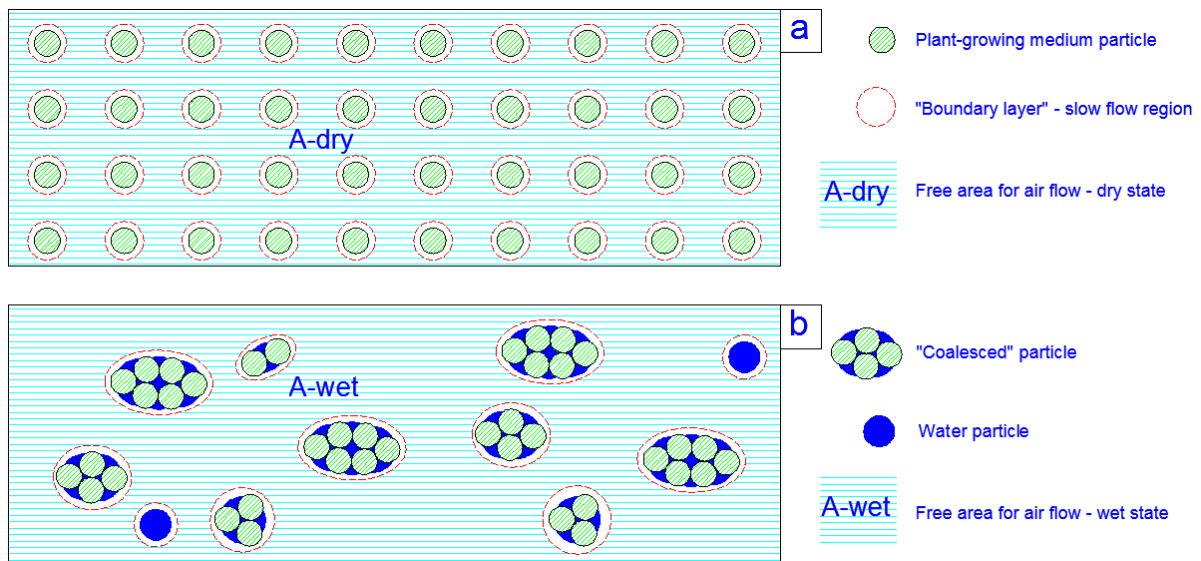 a
A-dry
Plant-growing medium particle
"Boundary layer" - slow flow region
A-dry
Free area for air flow - dry state
b
A-wet
"Coalesced" particle
Water particle
A-wet
Free area for air flow - wet state